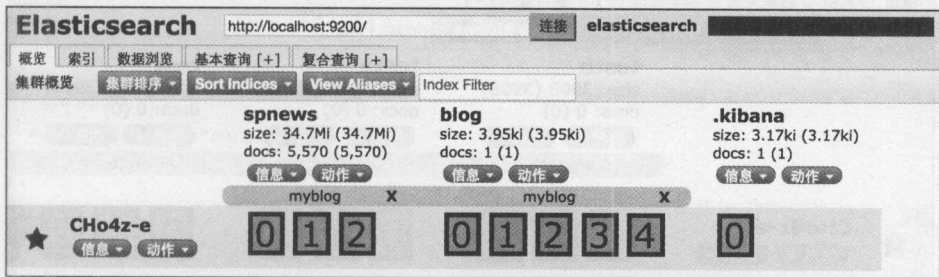 Elasticsearch http://localhost:9200/ 连接 elasticsearch
概览 索引 数据浏览 基本查询 [+] 复合查询 [+]
集群概览 集群排序 Sort Indices View Aliases Index Filter
spnews blog .kibana
size: 34.7Mi (34.7Mi) size: 3.95ki (3.95ki) size: 3.17ki (3.17ki)
docs: 5,570 (5,570) docs: 1 (1) docs: 1 (1)
信息 动作 信息 动作 信息 动作
myblog X myblog X
CHo4z-e 0 1 2 0 1 2 3 4 0
信息 动作